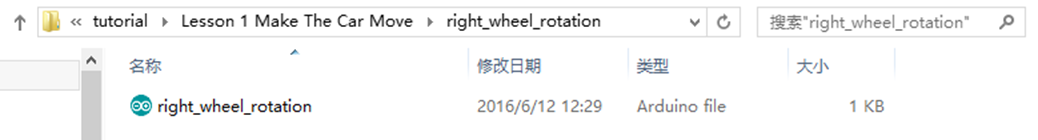 « tutorial › Lesson 1 Make The Car Move › right_wheel_rotation
搜索"right_wheel_rotation"
名称 修改日期 类型 大小
right_wheel_rotation 2016/6/12 12:29 Arduino file 1 KB